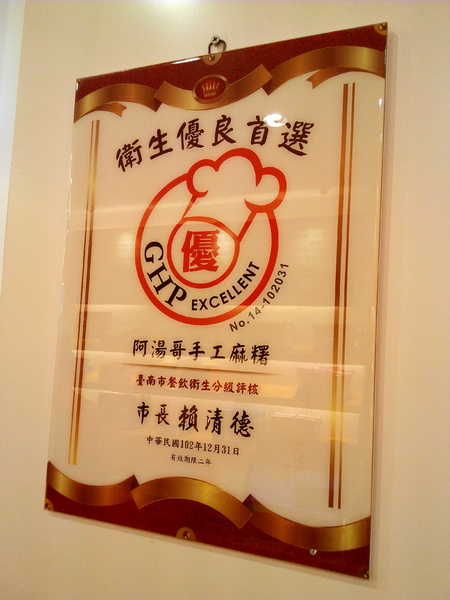 衛生優良首選
優
GHP EXCELLENT
No.14-102031
阿湯哥手工麻糬
臺南市餐飲衛生分級評核
市長 賴清德
中華民國102年12月31日
有效期限二年